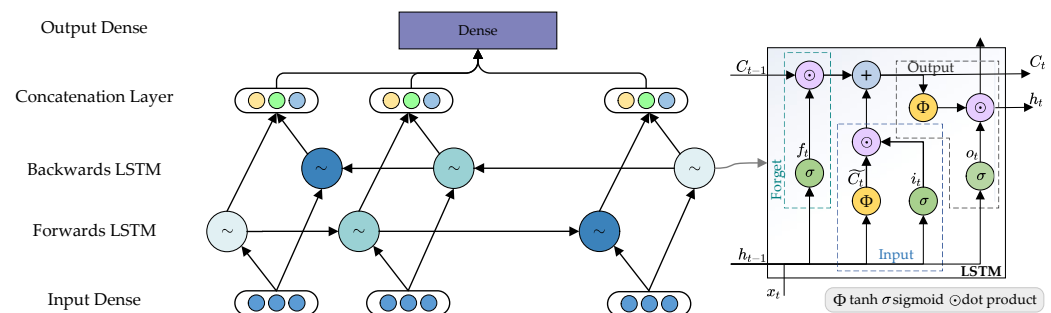 Output Dense
Dense
Concatenation Layer
Backwards LSTM
∼ ∼ ∼
Forwards LSTM
∼ ∼ ∼
Input Dense
C_{t-1} ⊙ + Output C_t
Φ ⊙ h_t
⊙
f_t
o_t
Forget
σ
C̃_t
i_t
σ
Φ σ
Input
h_{t-1}
LSTM
x_t
Φ tanh σ sigmoid ⊙ dot product